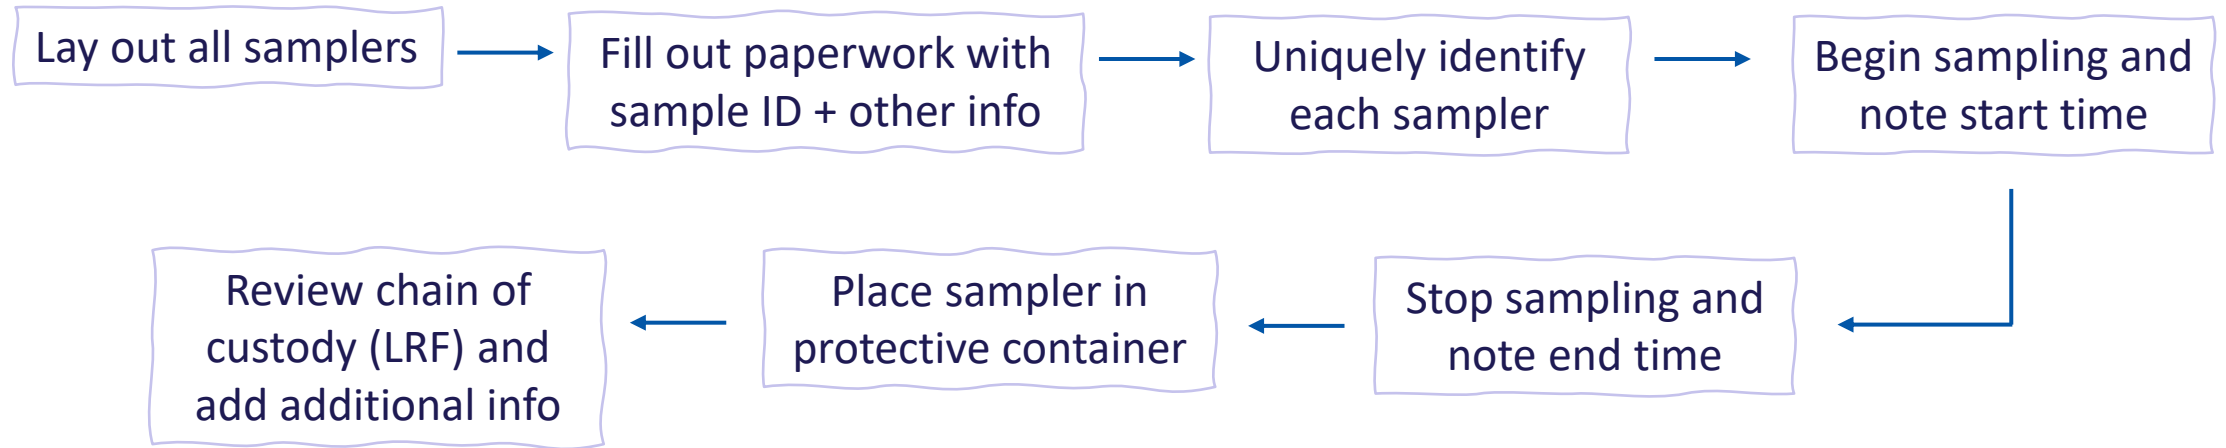 Lay out all samplers
Fill out paperwork with
sample ID + other info
Uniquely identify
each sampler
Begin sampling and
note start time
Stop sampling and
note end time
Place sampler in
protective container
Review chain of
custody (LRF) and
add additional info